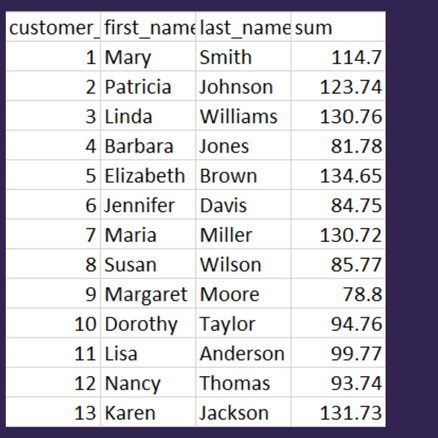 customer_ first_name last_name sum
1 Mary Smith 114.7
2 Patricia Johnson 123.74
3 Linda Williams 130.76
4 Barbara Jones 81.78
5 Elizabeth Brown 134.65
6 Jennifer Davis 84.75
7 Maria Miller 130.72
8 Susan Wilson 85.77
9 Margaret Moore 78.8
10 Dorothy Taylor 94.76
11 Lisa Anderson 99.77
12 Nancy Thomas 93.74
13 Karen Jackson 131.73